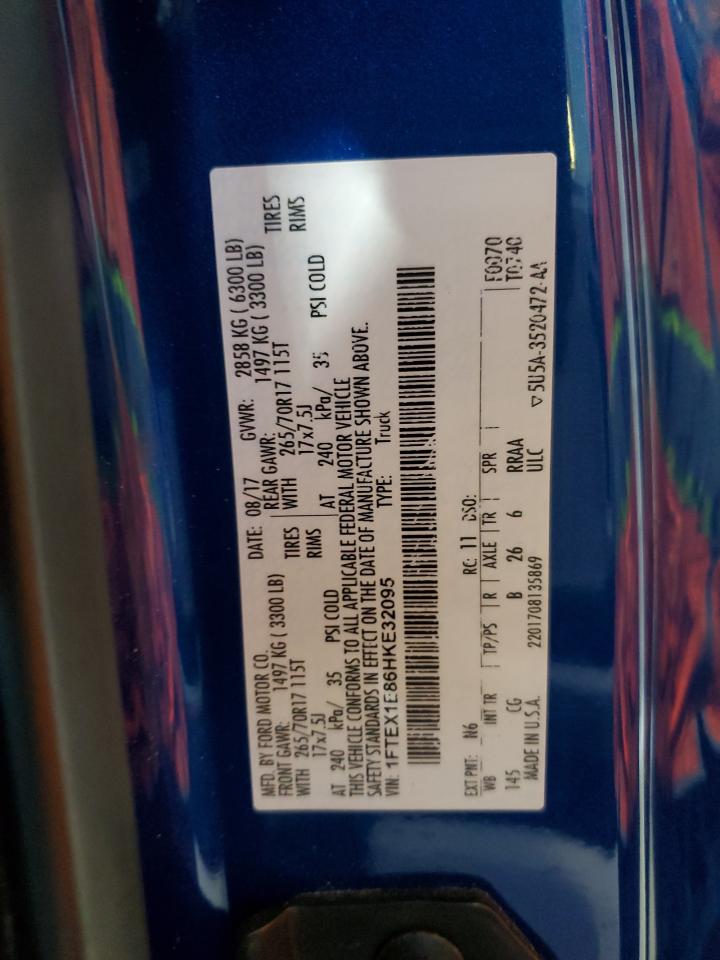 MFD. BY FORD MOTOR CO. DATE: 08/17 GVWR: 2858 KG ( 6300 LB)
FRONT GAWR: 1497 KG ( 3300 LB) REAR GAWR: 1497 KG ( 3300 LB)
WITH 265/70R17 115T TIRES WITH 265/70R17 115T TIRES
17x7.5J RIMS 17x7.5J RIMS
AT 240 kPa/ 35 PSI COLD AT 240 kPa/ 35 PSI COLD
THIS VEHICLE CONFORMS TO ALL APPLICABLE FEDERAL MOTOR VEHICLE
SAFETY STANDARDS IN EFFECT ON THE DATE OF MANUFACTURE SHOWN ABOVE.
VIN: 1FTEX1E86HKE32095 TYPE: Truck
EXT PNT: N6 RC: 11 DSO: F0070
WB INT TR TP/PS R AXLE TR SPR T0740
145 CG B 26 6 RRAA
MADE IN U.S.A. 2201708135869 ULC ▽ 5U5A-3520472-AA